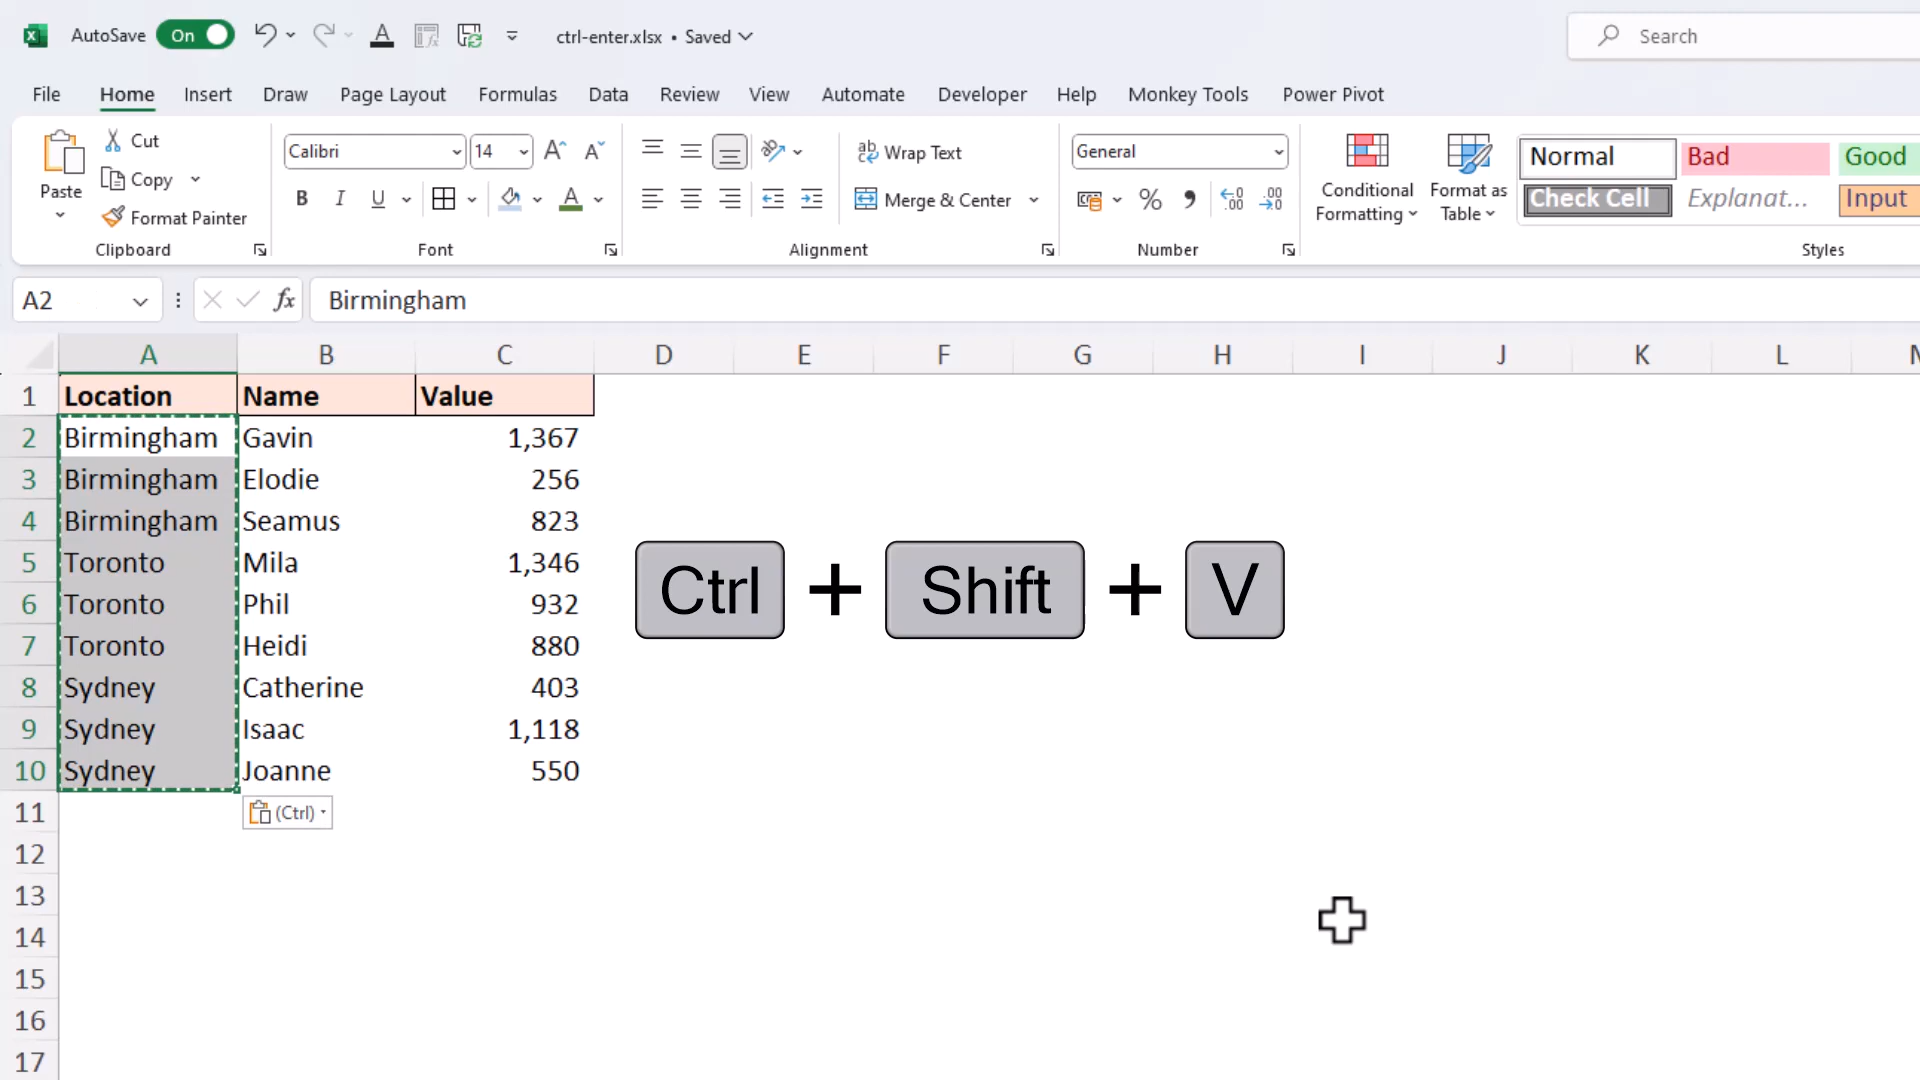 AutoSave On ctrl-enter.xlsx • Saved Search
File Home Insert Draw Page Layout Formulas Data Review View Automate Developer Help Monkey Tools Power Pivot
Paste Cut Copy Format Painter
Clipboard
Calibri 14
B I U A
Font
Wrap Text
Merge & Center
Alignment
General
% .00 .00
Number
Conditional Formatting
Format as Table
Normal Bad Good
Check Cell Explanat... Input
Styles
A2 fx Birmingham
A B C D E F G H I J K L
1 Location Name Value
2 Birmingham Gavin 1,367
3 Birmingham Elodie 256
4 Birmingham Seamus 823
5 Toronto Mila 1,346
6 Toronto Phil 932
7 Toronto Heidi 880
8 Sydney Catherine 403
9 Sydney Isaac 1,118
10 Sydney Joanne 550
11 (Ctrl)
12
13
14
15
16
17
Ctrl + Shift + V